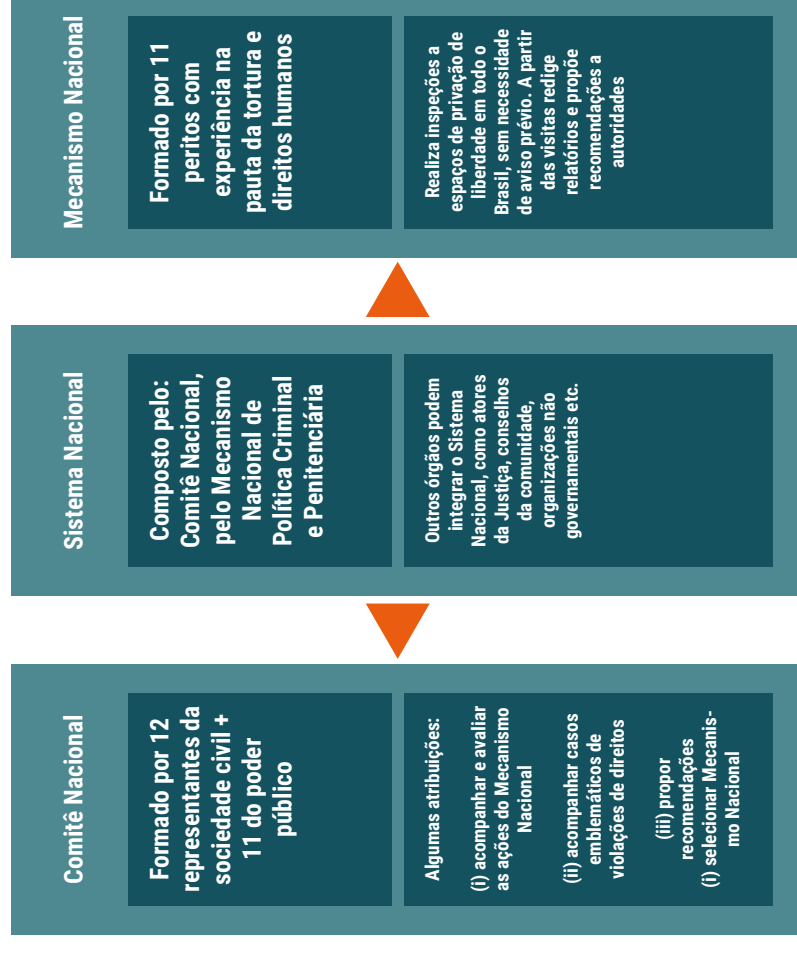 Comitê Nacional
Formado por 12
representantes da
sociedade civil +
11 do poder
público
Algumas atribuições:
(i) acompanhar e avaliar
as ações do Mecanismo
Nacional
(ii) acompanhar casos
emblemáticos de
violações de direitos
(iii) propor
recomendações
(i) selecionar Mecanis-
mo Nacional
Sistema Nacional
Composto pelo:
Comitê Nacional,
pelo Mecanismo
Nacional de
Política Criminal
e Penitenciária
Outros órgãos podem
integrar o Sistema
Nacional, como atores
da Justiça, conselhos
da comunidade,
organizações não
governamentais etc.
Mecanismo Nacional
Formado por 11
peritos com
experiência na
pauta da tortura e
direitos humanos
Realiza inspeções a
espaços de privação de
liberdade em todo o
Brasil, sem necessidade
de aviso prévio. A partir
das visitas redige
relatórios e propõe
recomendações a
autoridades